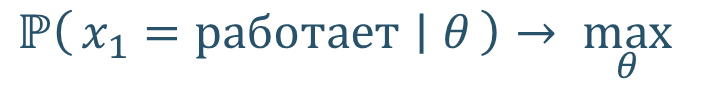 ℙ( x₁ = работает | θ ) → max
θ